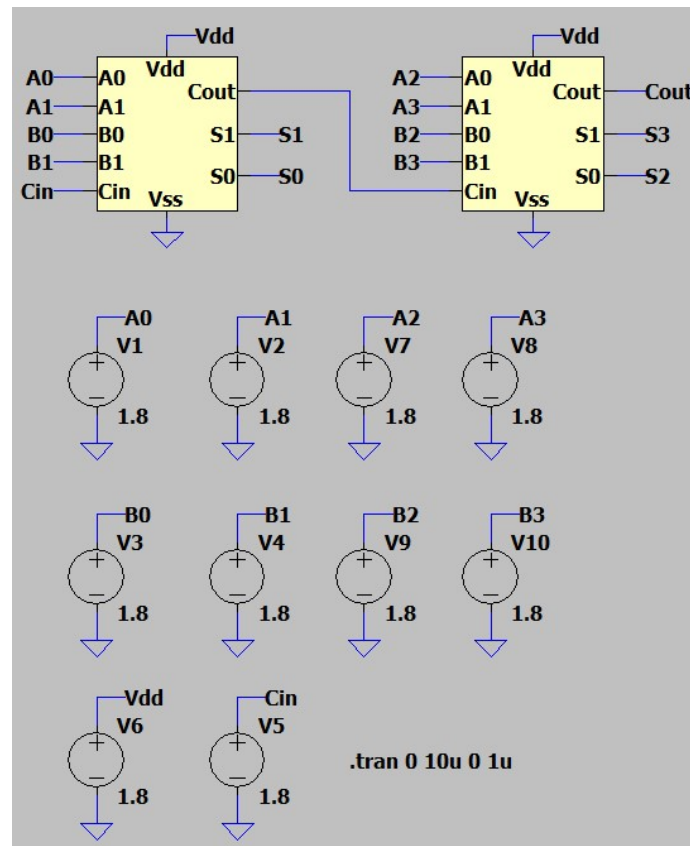 Vdd Vdd
A0 A0 Vdd Cout A2 A0 Vdd Cout Cout
A1 A1 A3 A1
B0 B0 S1 S1 B2 B0 S1 S3
B1 B1 S0 S0 B3 B1 S0 S2
Cin Cin Vss Cin Vss
A0 A1 A2 A3
V1 V2 V7 V8
1.8 1.8 1.8 1.8
B0 B1 B2 B3
V3 V4 V9 V10
1.8 1.8 1.8 1.8
Vdd Cin
V6 V5
.tran 0 10u 0 1u
1.8 1.8